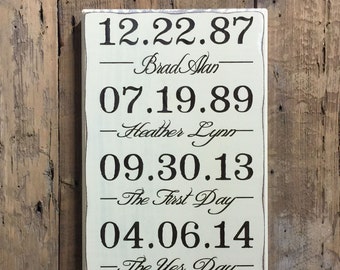 12.22.87
Brad Alan
07.19.89
Heather Lynn
09.30.13
The First Day
04.06.14
The Yes Day